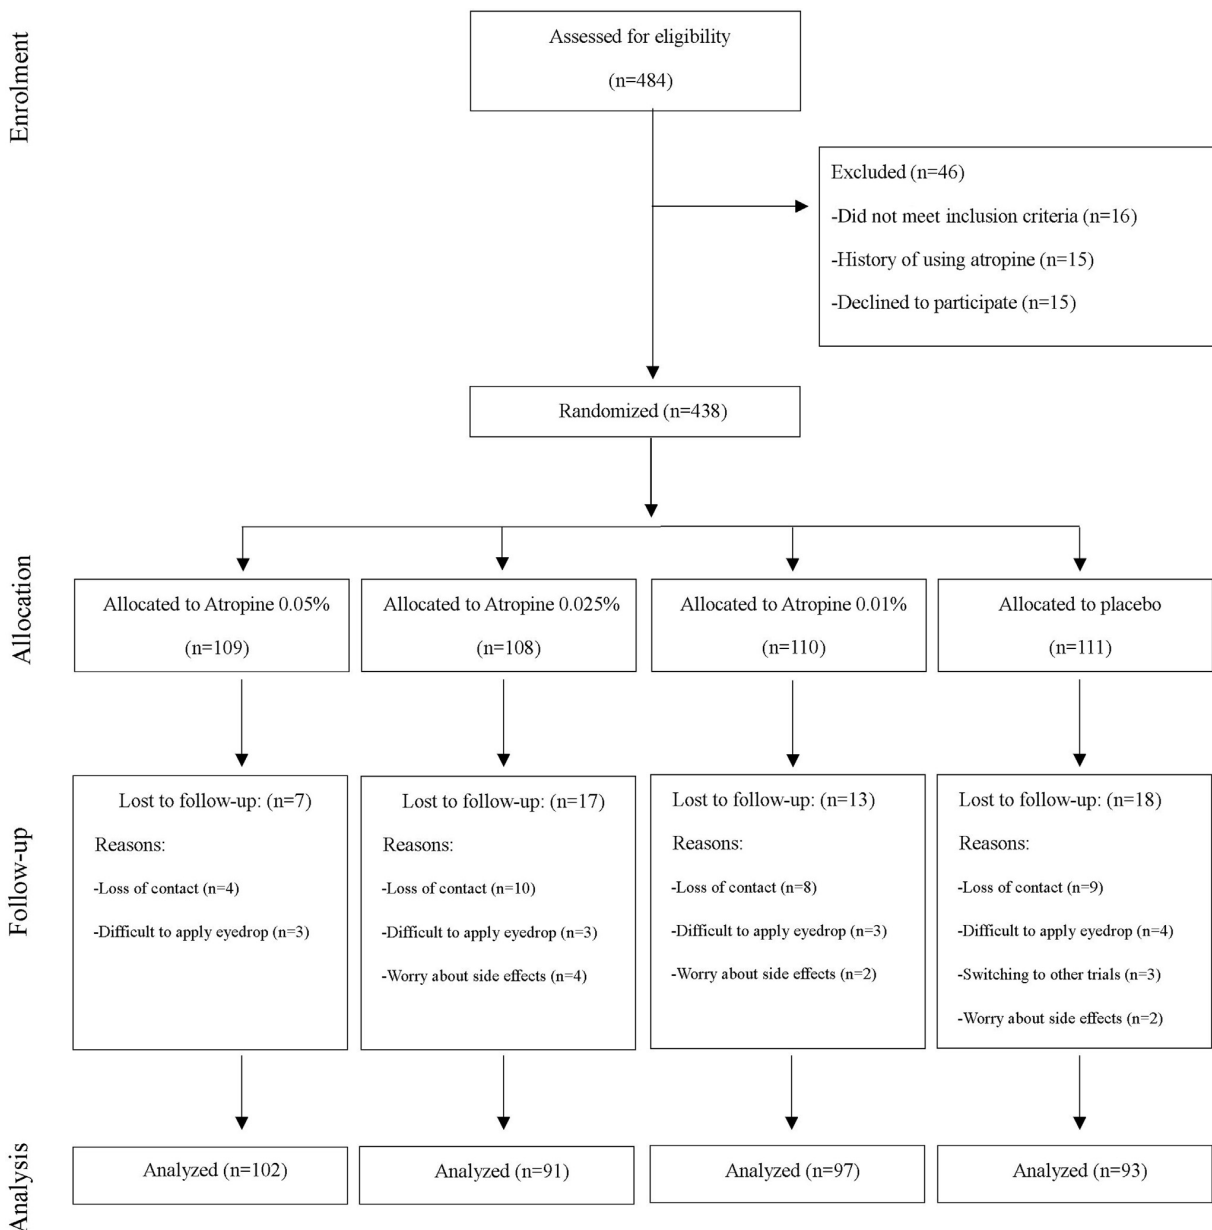 Enrolment
Assessed for eligibility
(n=484)
Excluded (n=46)
-Did not meet inclusion criteria (n=16)
-History of using atropine (n=15)
-Declined to participate (n=15)
Randomized (n=438)
Allocation
Allocated to Atropine 0.05%
(n=109)
Allocated to Atropine 0.025%
(n=108)
Allocated to Atropine 0.01%
(n=110)
Allocated to placebo
(n=111)
Follow-up
Lost to follow-up: (n=7)
Reasons:
-Loss of contact (n=4)
-Difficult to apply eyedrop (n=3)
Lost to follow-up: (n=17)
Reasons:
-Loss of contact (n=10)
-Difficult to apply eyedrop (n=3)
-Worry about side effects (n=4)
Lost to follow-up: (n=13)
Reasons:
-Loss of contact (n=8)
-Difficult to apply eyedrop (n=3)
-Worry about side effects (n=2)
Lost to follow-up: (n=18)
Reasons:
-Loss of contact (n=9)
-Difficult to apply eyedrop (n=4)
-Switching to other trials (n=3)
-Worry about side effects (n=2)
Analysis
Analyzed (n=102)
Analyzed (n=91)
Analyzed (n=97)
Analyzed (n=93)